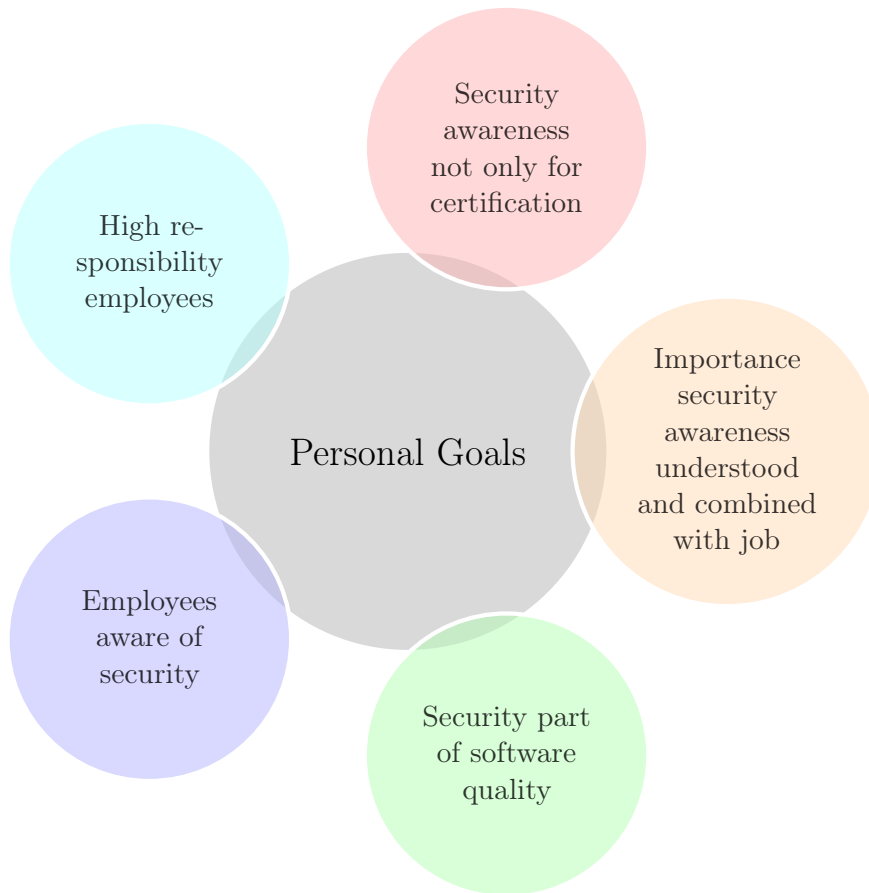 Security
awareness
not only for
certification
High re-
sponsibility
employees
Importance
security
awareness
understood
and combined
with job
Personal Goals
Employees
aware of
security
Security part
of software
quality